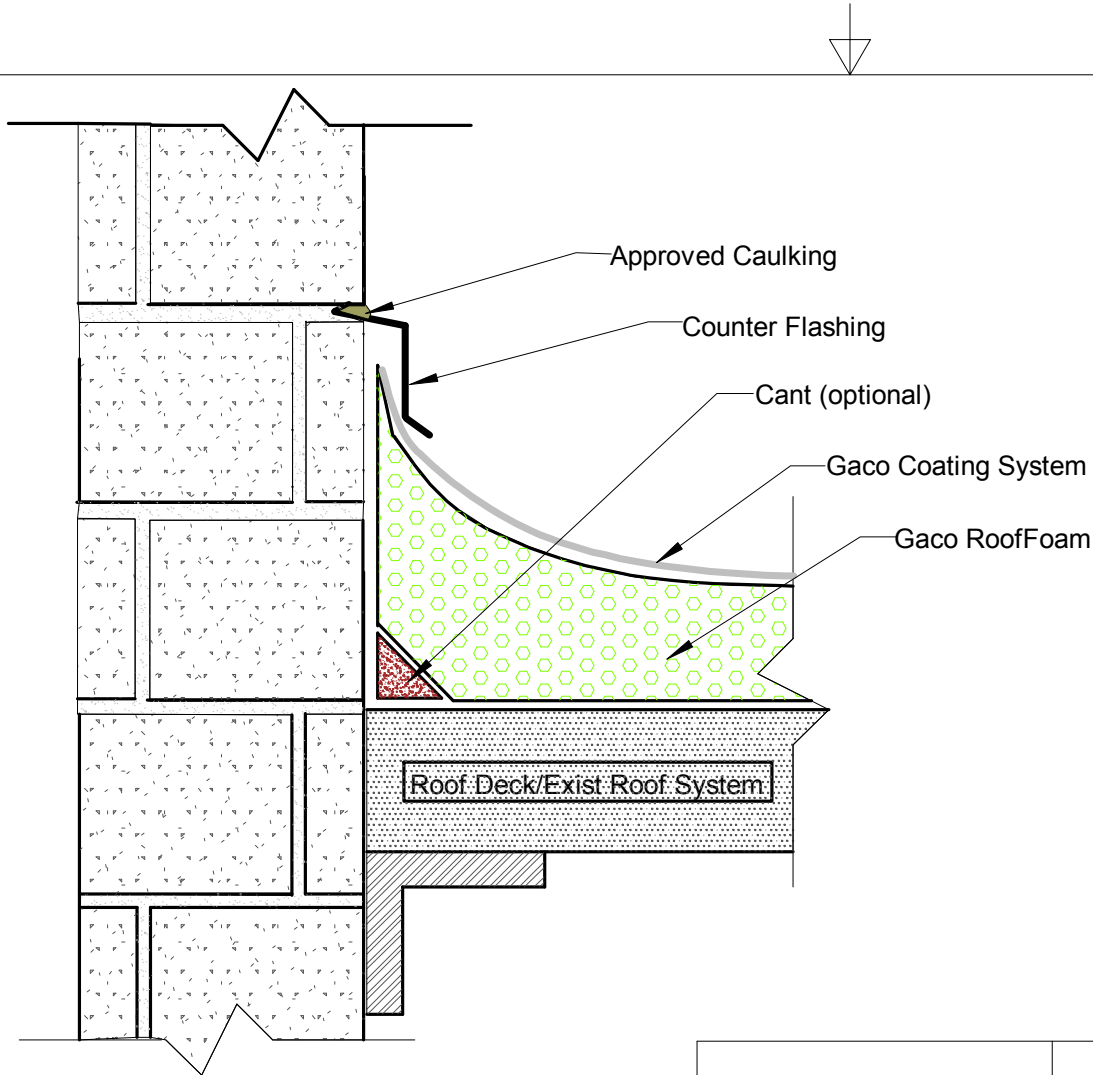 Approved Caulking
Counter Flashing
Cant (optional)
Gaco Coating System
Gaco RoofFoam
Roof Deck/Exist Roof System